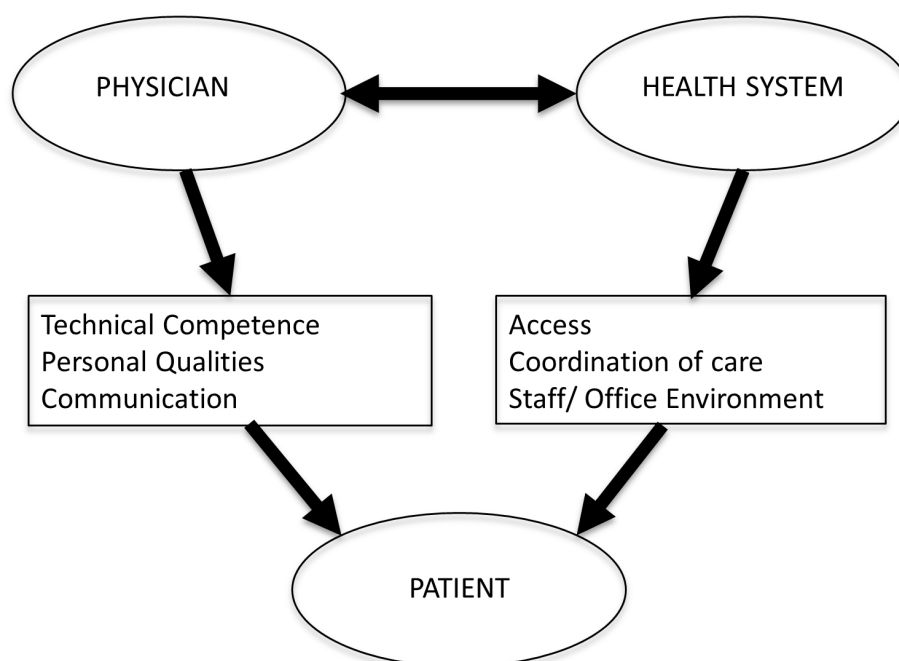 PHYSICIAN
HEALTH SYSTEM
Technical Competence
Personal Qualities
Communication
Access
Coordination of care
Staff/ Office Environment
PATIENT